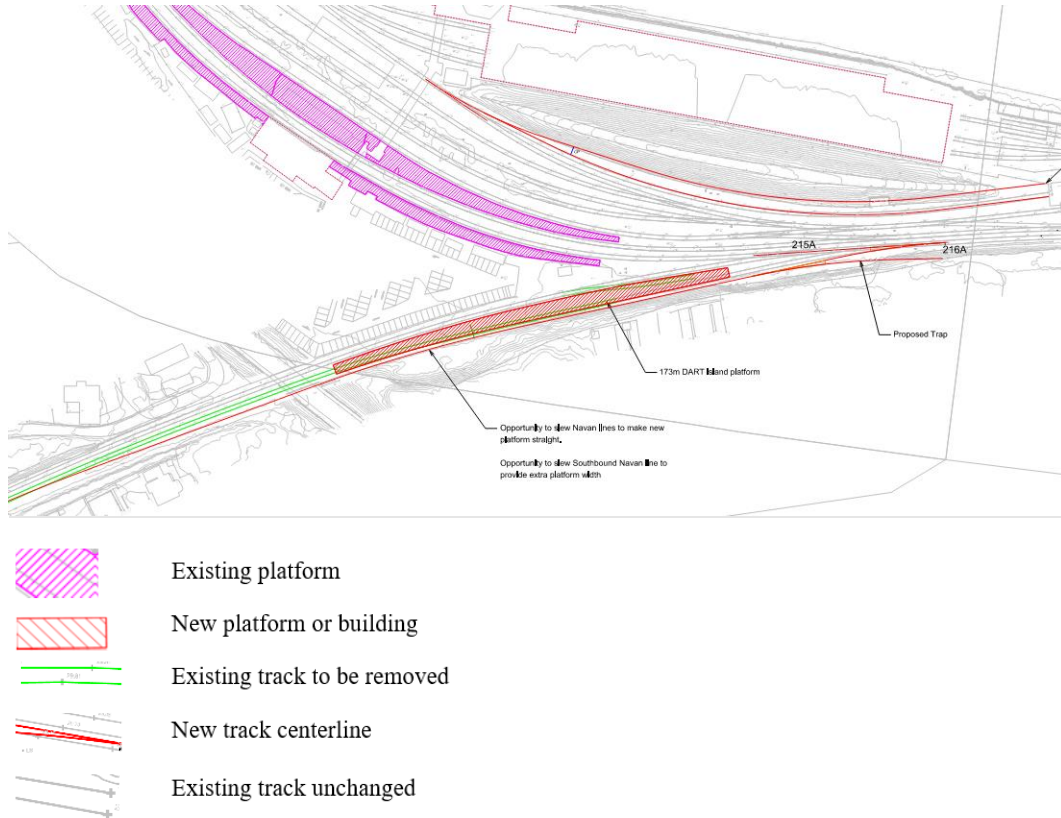 215A
216A
Proposed Trap
173m DART Island platform
Opportunity to slew Navan lines to make new
platform straight.
Opportunity to slew Southbound Navan line to
provide extra platform width
Existing platform
New platform or building
Existing track to be removed
New track centerline
Existing track unchanged